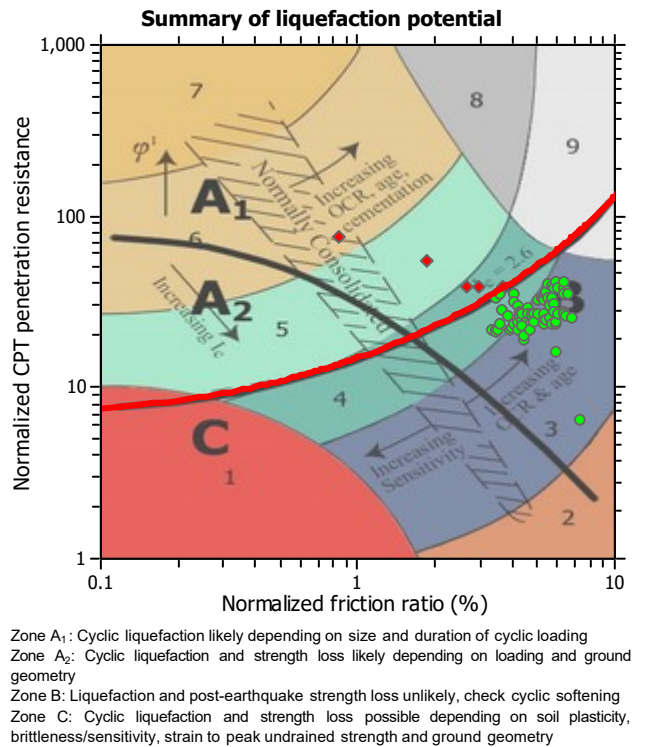 Summary of liquefaction potential
1,000
7
8
φ'
9
Increasing
OCR, age,
cementation
Normally Consolidated
A1
100
6
= 2.6
A2
B
Increasing Ic
5
Normalized CPT penetration resistance
10
4
Increasing
OCR & age
C
3
Increasing
Sensitivity
1
2
1
0.1
1
10
Normalized friction ratio (%)
Zone A1: Cyclic liquefaction likely depending on size and duration of cyclic loading
Zone A2: Cyclic liquefaction and strength loss likely depending on loading and ground
geometry
Zone B: Liquefaction and post-earthquake strength loss unlikely, check cyclic softening
Zone C: Cyclic liquefaction and strength loss possible depending on soil plasticity,
brittleness/sensitivity, strain to peak undrained strength and ground geometry